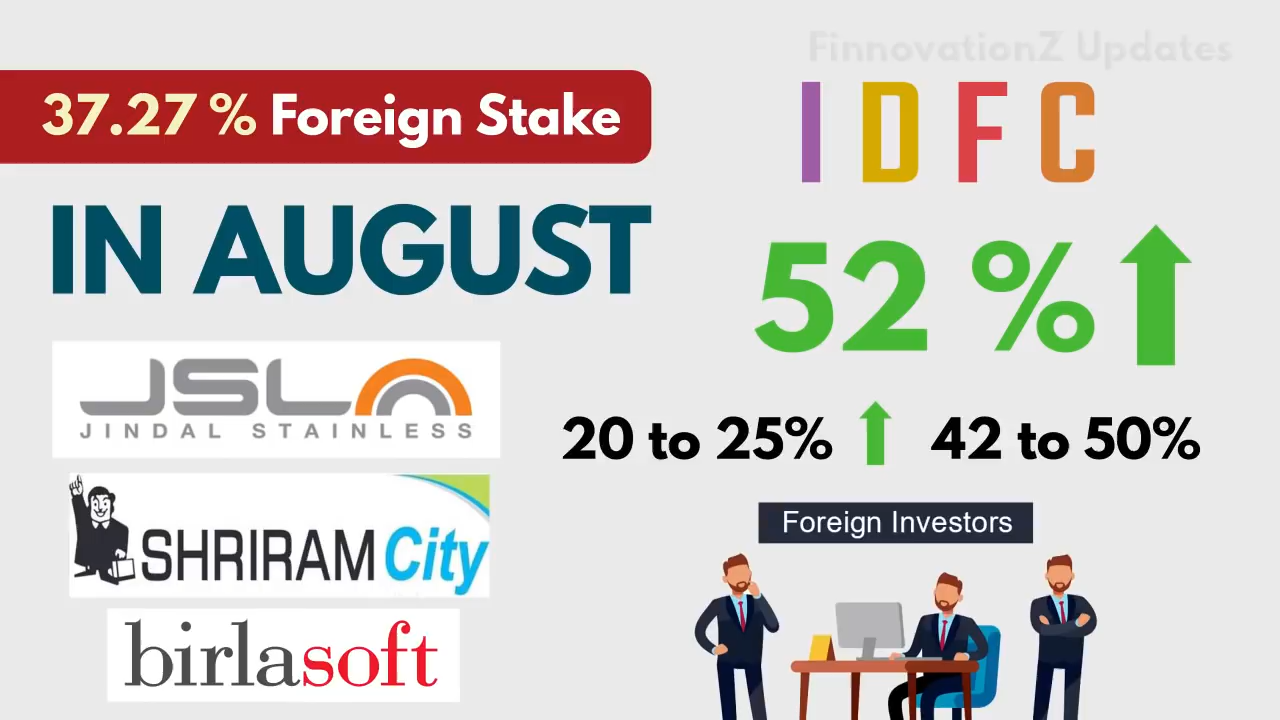 FinnovationZ Updates
37.27 % Foreign Stake
IDFC
IN AUGUST
52 %
JSL
JINDAL STAINLESS
20 to 25% 42 to 50%
SHRIRAM City
Foreign Investors
birlasoft